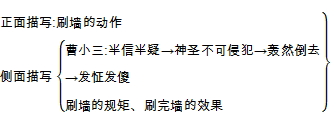 正面描写:刷墙的动作
曹小三:半信半疑→神圣不可侵犯→轰然倒去
侧面描写
→发怔发傻
刷墙的规矩、刷完墙的效果